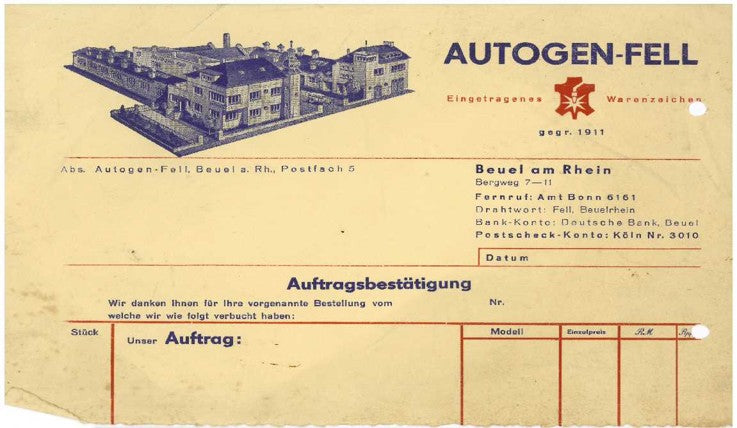 AUTOGEN-FELL
Eingetragenes Warenzeichen
gegr. 1911
Abs. Autogen-Fell, Beuel a. Rh., Postfach 5
Beuel am Rhein
Bergweg 7—11
Fernruf: Amt Bonn 6161
Drahtwort: Fell, Beuelrhein
Bank-Konto: Deutsche Bank, Beuel
Postscheck-Konto: Köln Nr. 3010
Datum
Auftragsbestätigung
Wir danken Ihnen für Ihre vorgenannte Bestellung vom Nr.
welche wir wie folgt verbucht haben:
Stück Unser Auftrag: Modell Einzelpreis RM